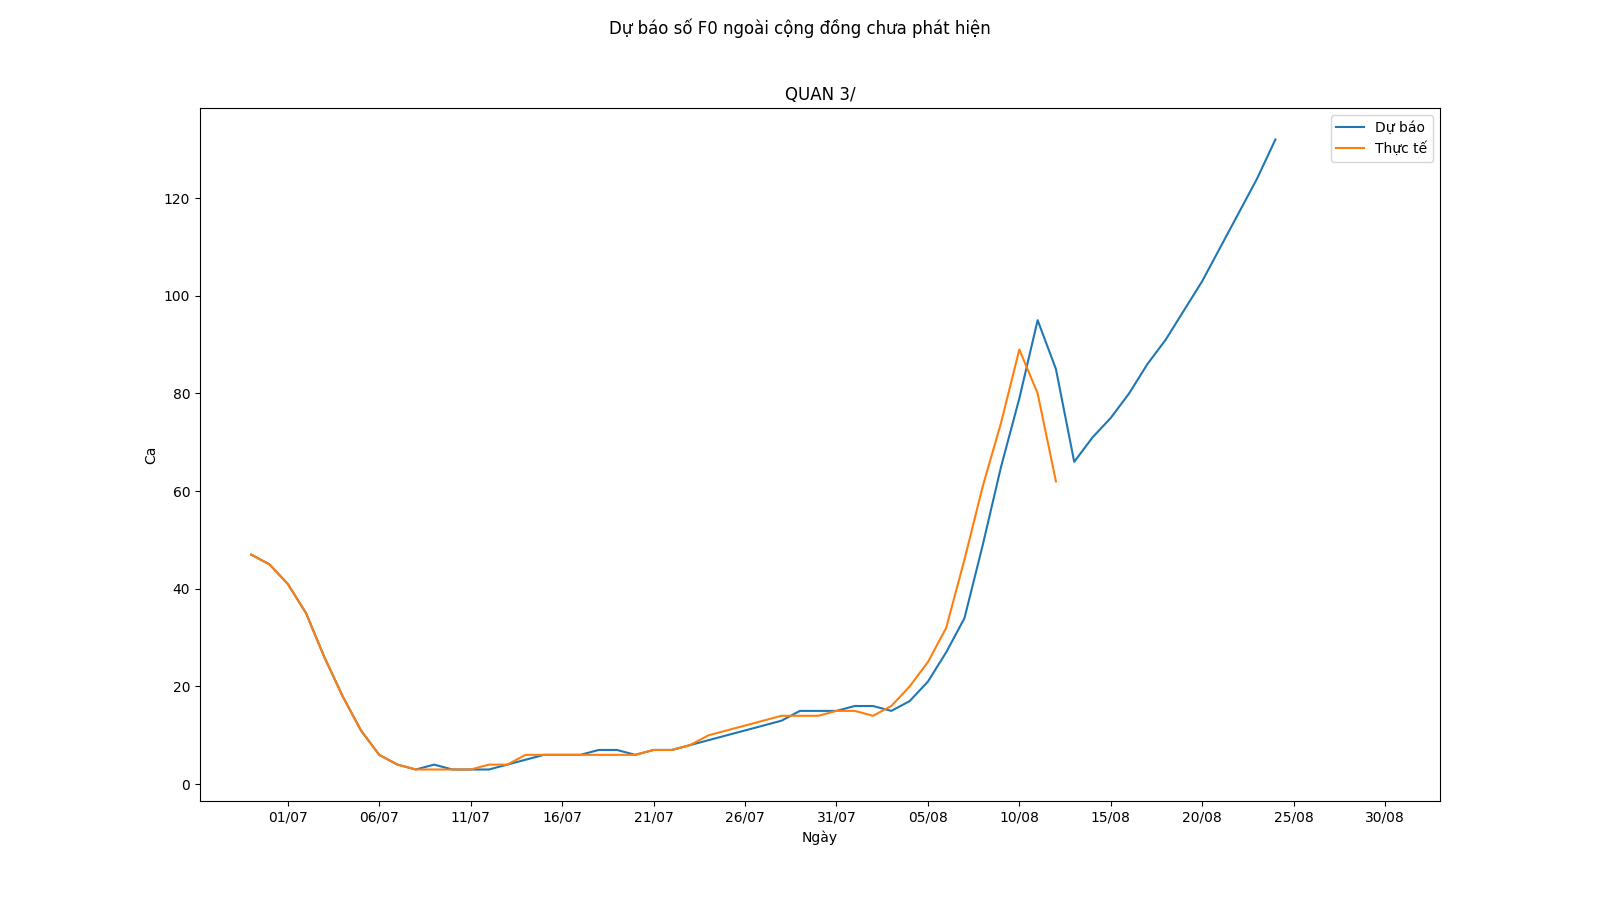 Dự báo số F0 ngoài cộng đồng chưa phát hiện
QUAN 3/
Dự báo
Thực tế
120
100
80
60
40
20
0
Ca
01/07 06/07 11/07 16/07 21/07 26/07 31/07 05/08 10/08 15/08 20/08 25/08 30/08
Ngày